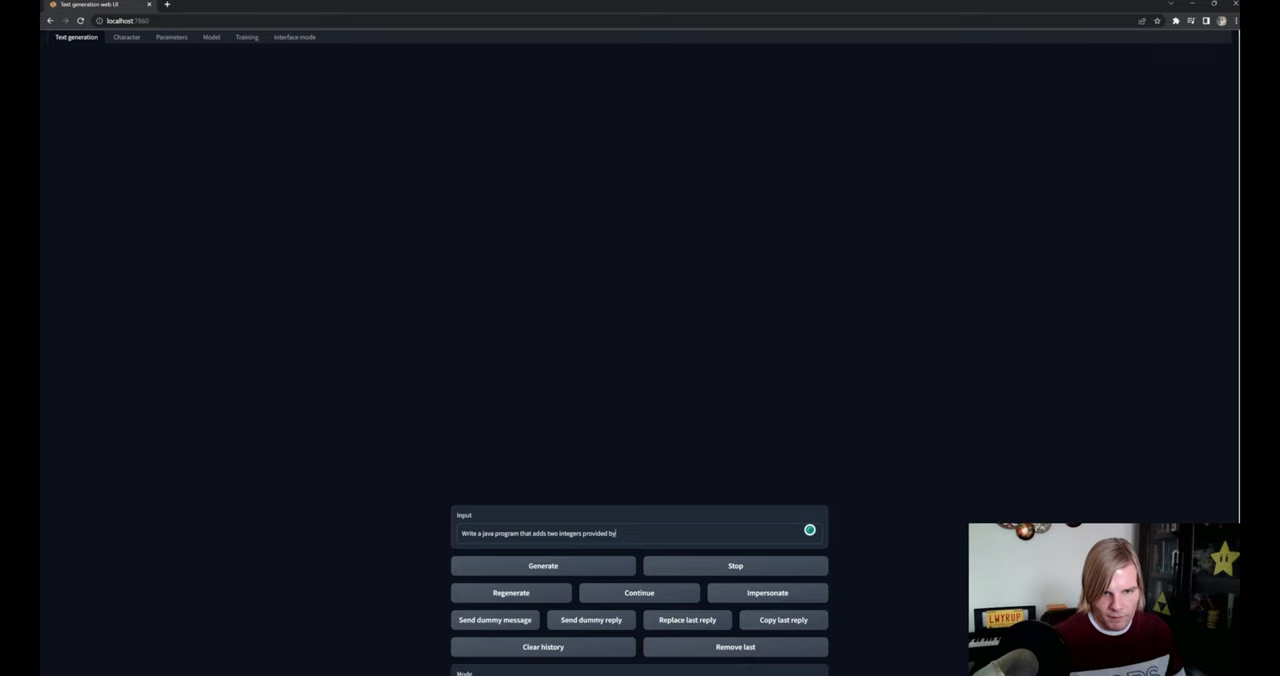 Text generation web UI
localhost:7860
Text generation Character Parameters Model Training Interface mode
Input
Write a java program that adds two integers provided by
Generate Stop
Regenerate Continue Impersonate
Send dummy message Send dummy reply Replace last reply Copy last reply
Clear history Remove last
Mode
LWYRUP